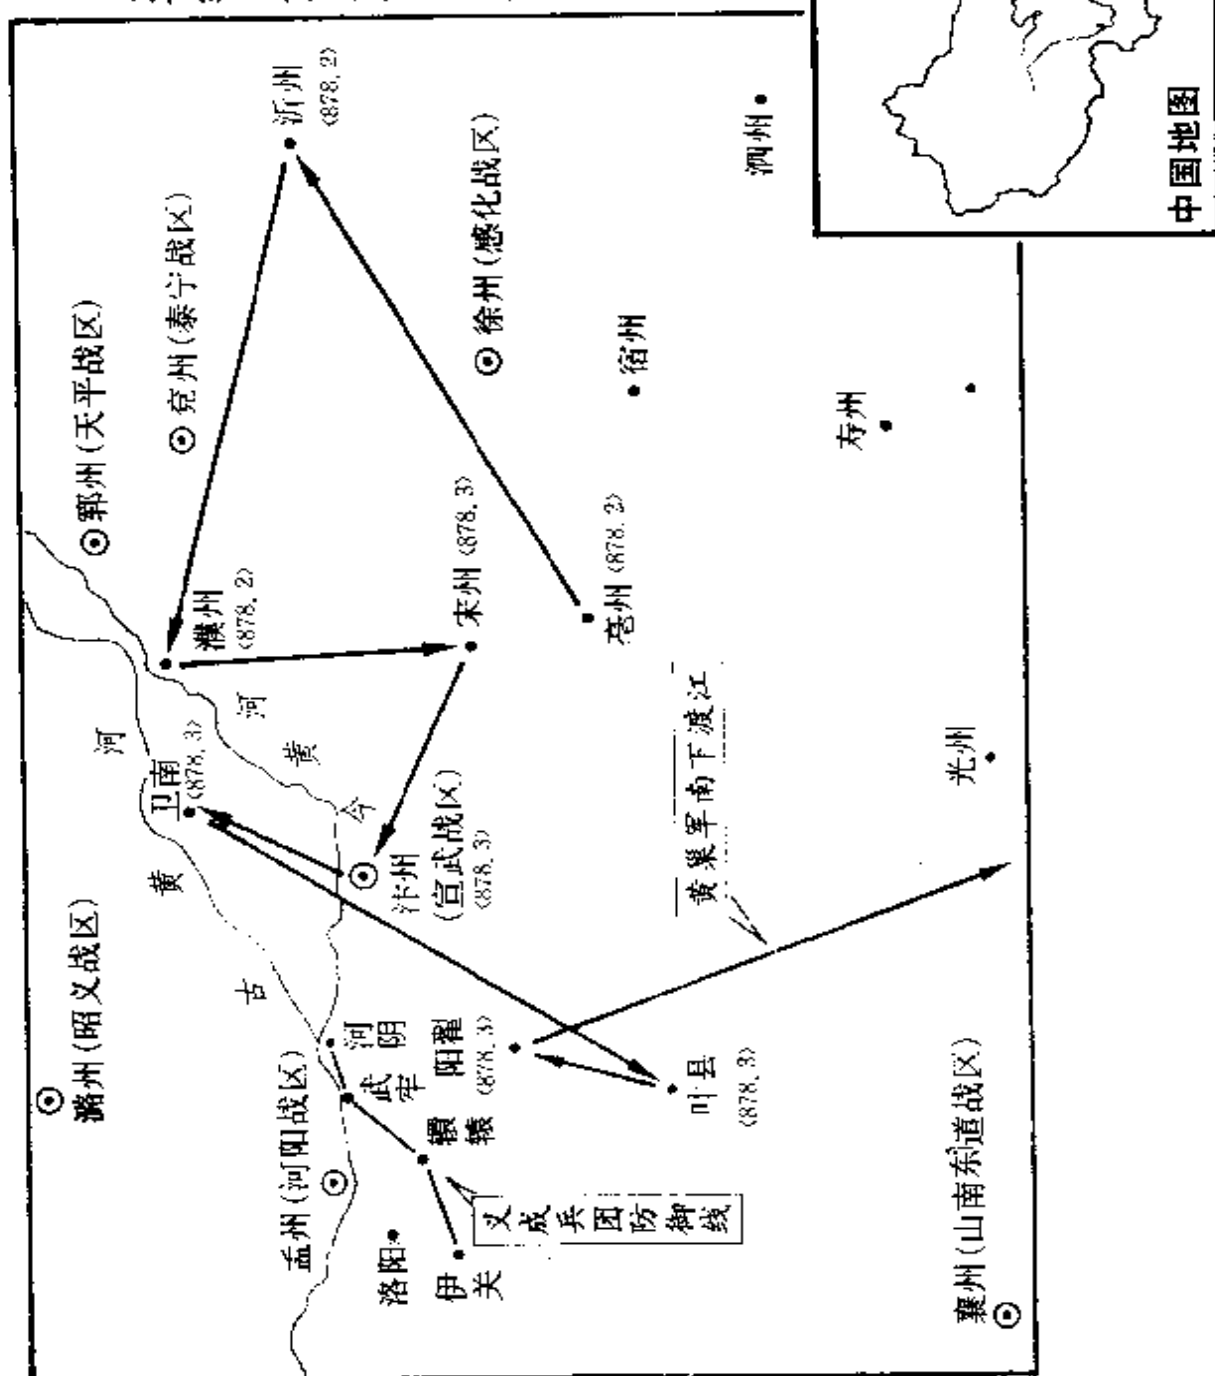 潞州(昭义战区)
郓州(天平战区)
兖州(泰宁战区)
沂州
<878.2>
濮州
<878.2>
卫南
<878.3>
古
黄
河
今
黄
河
孟州(河阳战区)
河阴
武牢
汴州
(宣武战区)
<878.3>
宋州<878.3>
徐州(感化战区)
洛阳
伊关
轘辕
阳翟
<878.3>
亳州<878.2>
宿州
泗州
义成兵团防御线
叶县
<878.3>
黄巢军南下渡江
寿州
光州
襄州(山南东道战区)
中国地图